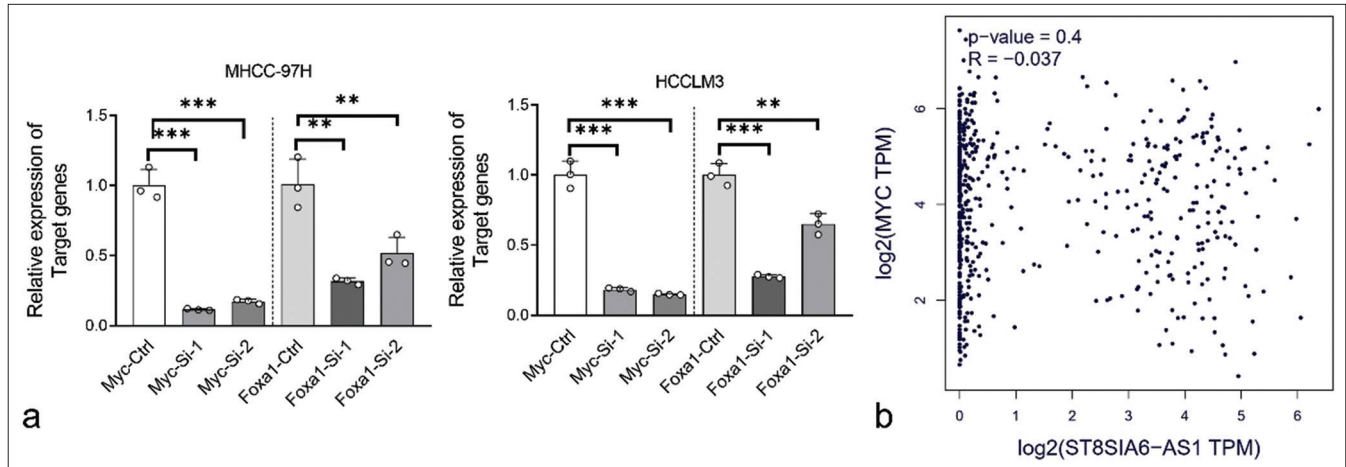 MHCC-97H
Relative expression of
Target genes
1.5
1.0
0.5
0.0
***
***
**
**
Myc-Ctrl
Myc-Si-1
Myc-Si-2
Foxa1-Ctrl
Foxa1-Si-1
Foxa1-Si-2
HCCLM3
Relative expression of
Target genes
1.5
1.0
0.5
0.0
***
***
**
***
Myc-Ctrl
Myc-Si-1
Myc-Si-2
Foxa1-Ctrl
Foxa1-Si-1
Foxa1-Si-2
a
p−value = 0.4
R = −0.037
log2(MYC TPM)
6
4
2
0 1 2 3 4 5 6
log2(ST8SIA6−AS1 TPM)
b